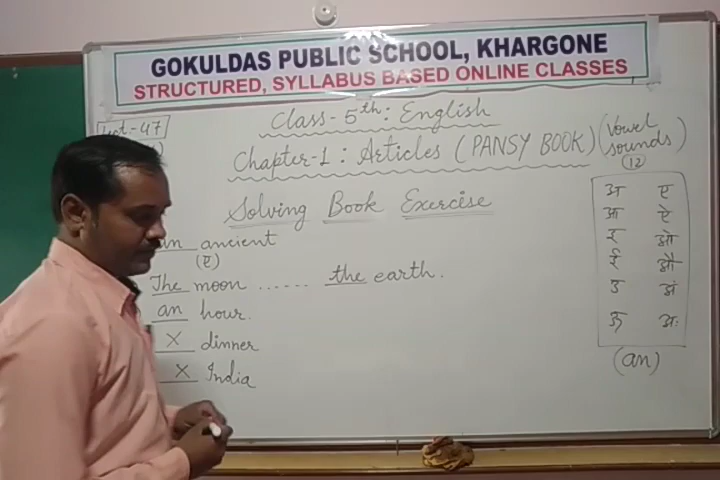 GOKULDAS PUBLIC SCHOOL, KHARGONE
STRUCTURED, SYLLABUS BASED ONLINE CLASSES
Class- 5th : English
Chapter-1 : Articles (PANSY BOOK)
(Vowel sounds)
12
Solving Book Exercise
an ancient
(ए)
The moon ...... the earth.
an hour.
X dinner
X India
अ ए
आ ऐ
इ ओ
ई औ
उ अं
ऊ अः
(an)